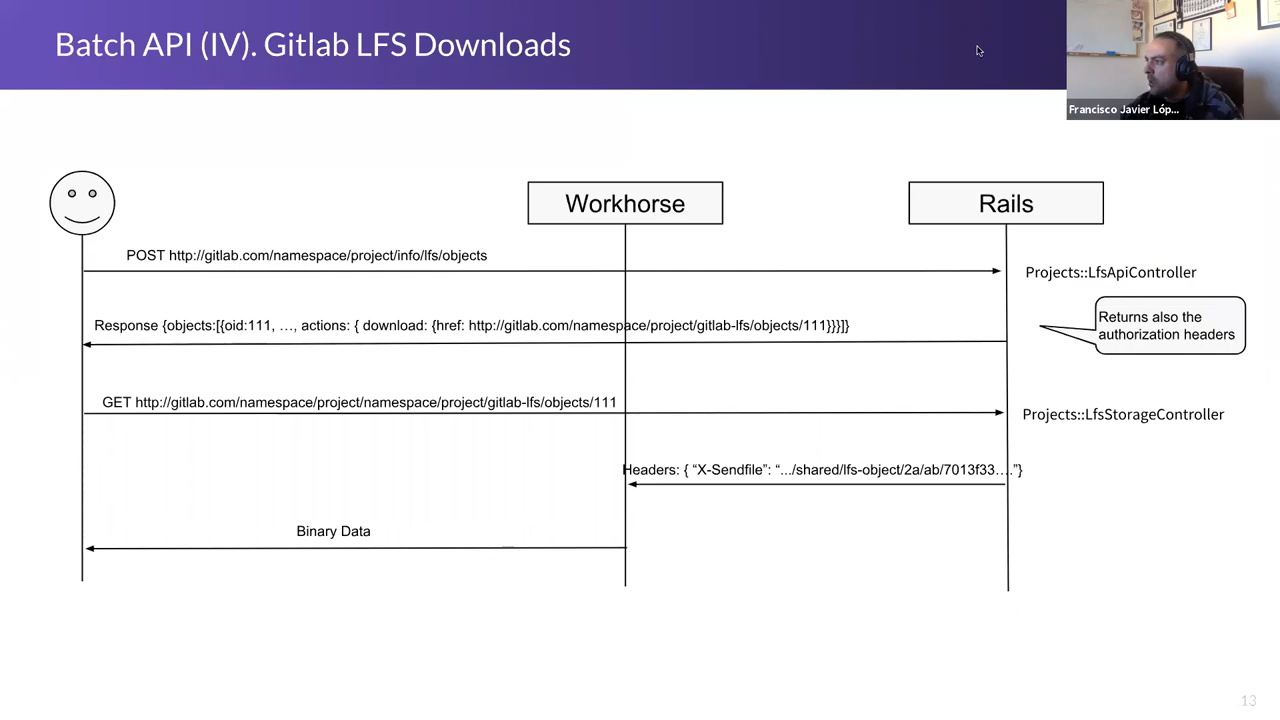 Batch API (IV). Gitlab LFS Downloads
Francisco Javier Lóp...
Workhorse
Rails
POST http://gitlab.com/namespace/project/info/lfs/objects
Projects::LfsApiController
Returns also the
authorization headers
Response {objects:[{oid:111, …, actions: { download: {href: http://gitlab.com/namespace/project/gitlab-lfs/objects/111}}}]}
GET http://gitlab.com/namespace/project/namespace/project/gitlab-lfs/objects/111
Projects::LfsStorageController
Headers: { “X-Sendfile”: “.../shared/lfs-object/2a/ab/7013f33….”}
Binary Data
13